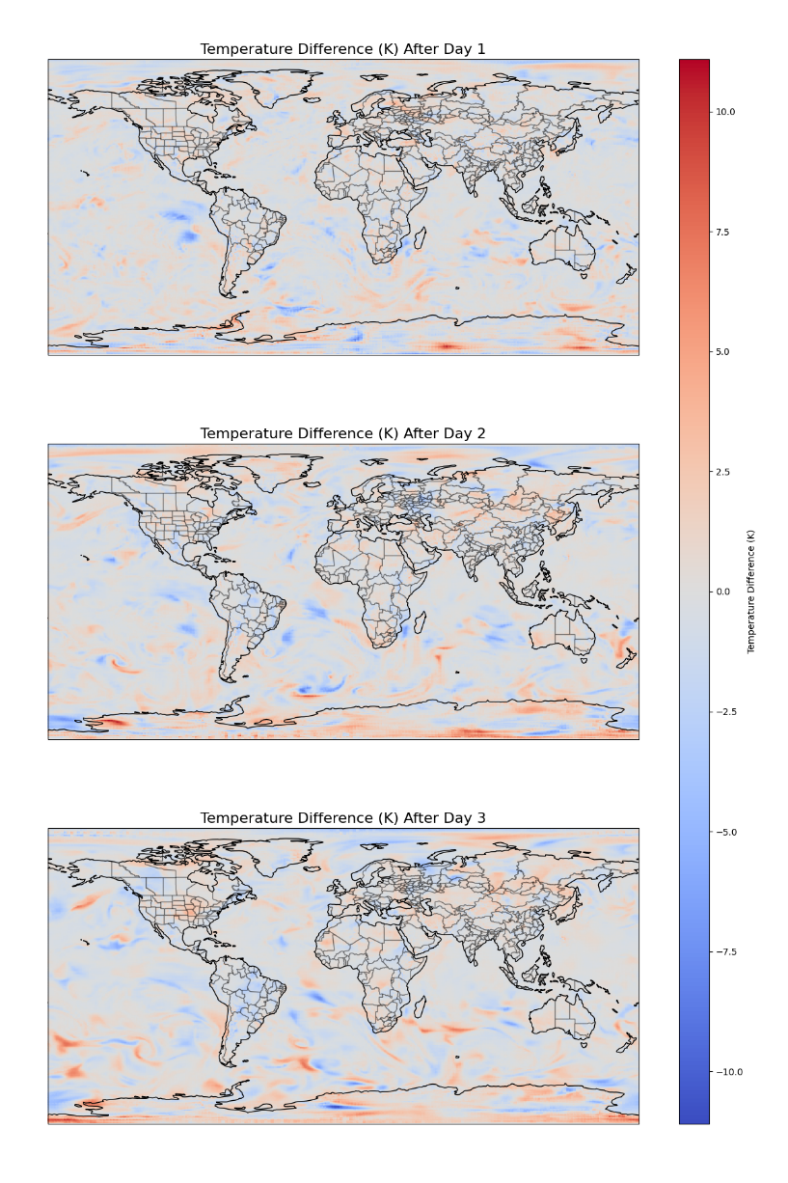 Temperature Difference (K) After Day 1
Temperature Difference (K) After Day 2
Temperature Difference (K) After Day 3
10.0
7.5
5.0
2.5
0.0
−2.5
−5.0
−7.5
−10.0
Temperature Difference (K)